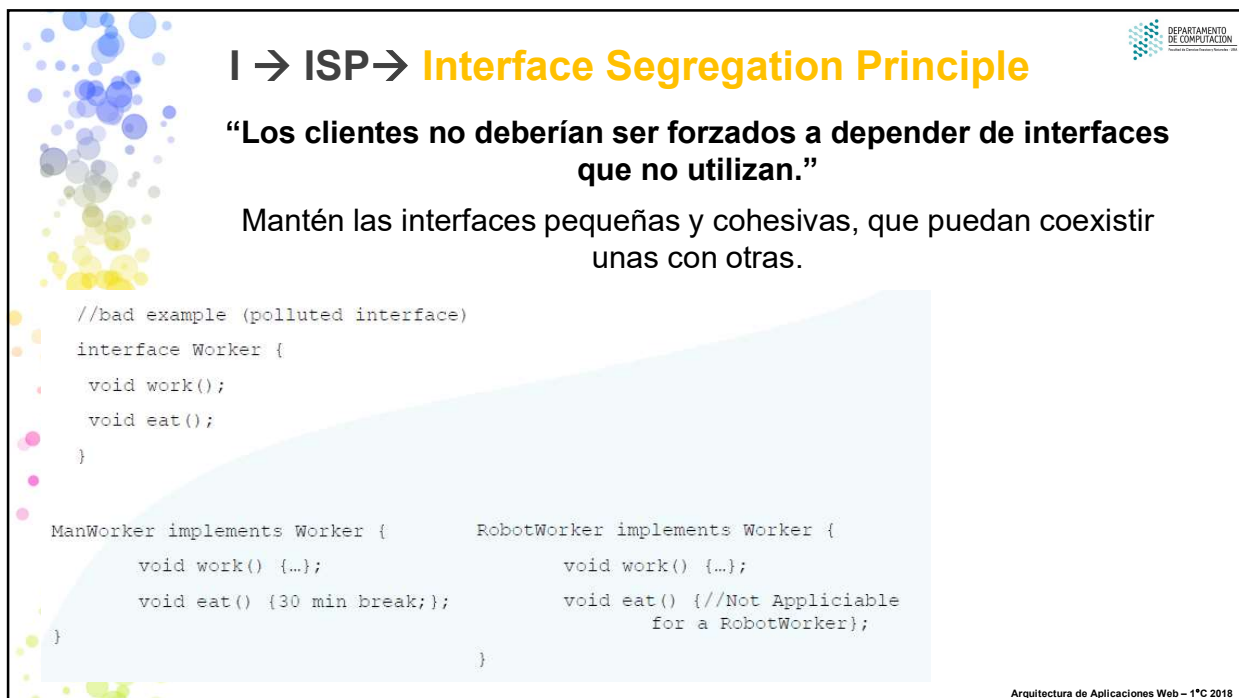 I → ISP→ Interface Segregation Principle
DEPARTAMENTO
DE COMPUTACION
“Los clientes no deberían ser forzados a depender de interfaces
que no utilizan.”
Mantén las interfaces pequeñas y cohesivas, que puedan coexistir
unas con otras.
//bad example (polluted interface)
interface Worker {
void work();
void eat();
}
ManWorker implements Worker {
void work() {…};
void eat() {30 min break;};
}
RobotWorker implements Worker {
void work() {…};
void eat() {//Not Appliciable
for a RobotWorker};
}
Arquitectura de Aplicaciones Web – 1°C 2018